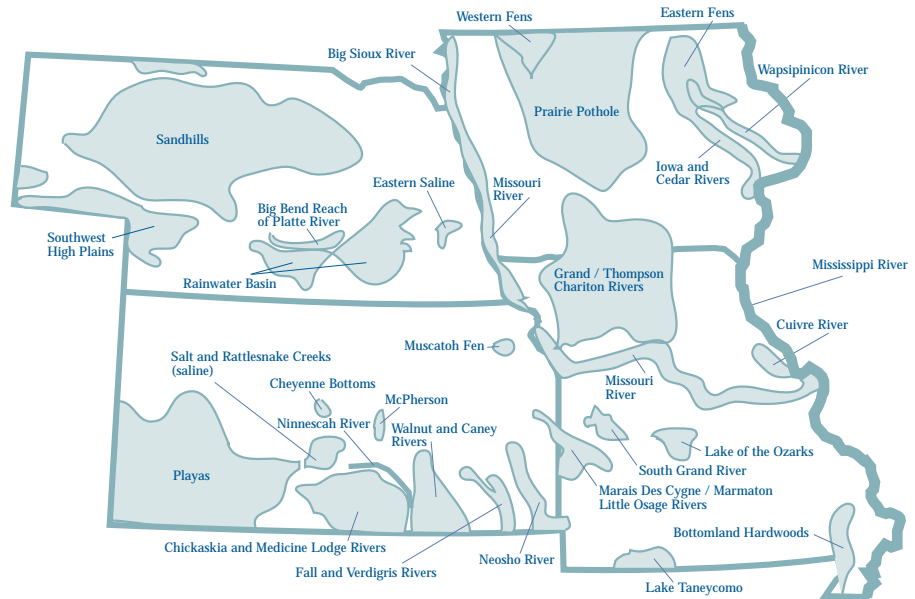 Western Fens
Eastern Fens
Big Sioux River
Wapsipinicon River
Prairie Pothole
Sandhills
Iowa and
Cedar Rivers
Eastern Saline
Missouri
River
Big Bend Reach
of Platte River
Southwest
High Plains
Rainwater Basin
Grand / Thompson
Chariton Rivers
Mississippi River
Cuivre River
Muscatoh Fen
Salt and Rattlesnake Creeks
(saline)
Cheyenne Bottoms
Missouri
River
McPherson
Ninnescah River
Walnut and Caney
Rivers
Lake of the Ozarks
South Grand River
Playas
Marais Des Cygne / Marmaton
Little Osage Rivers
Bottomland Hardwoods
Chickaskia and Medicine Lodge Rivers
Neosho River
Fall and Verdigris Rivers
Lake Taneycomo